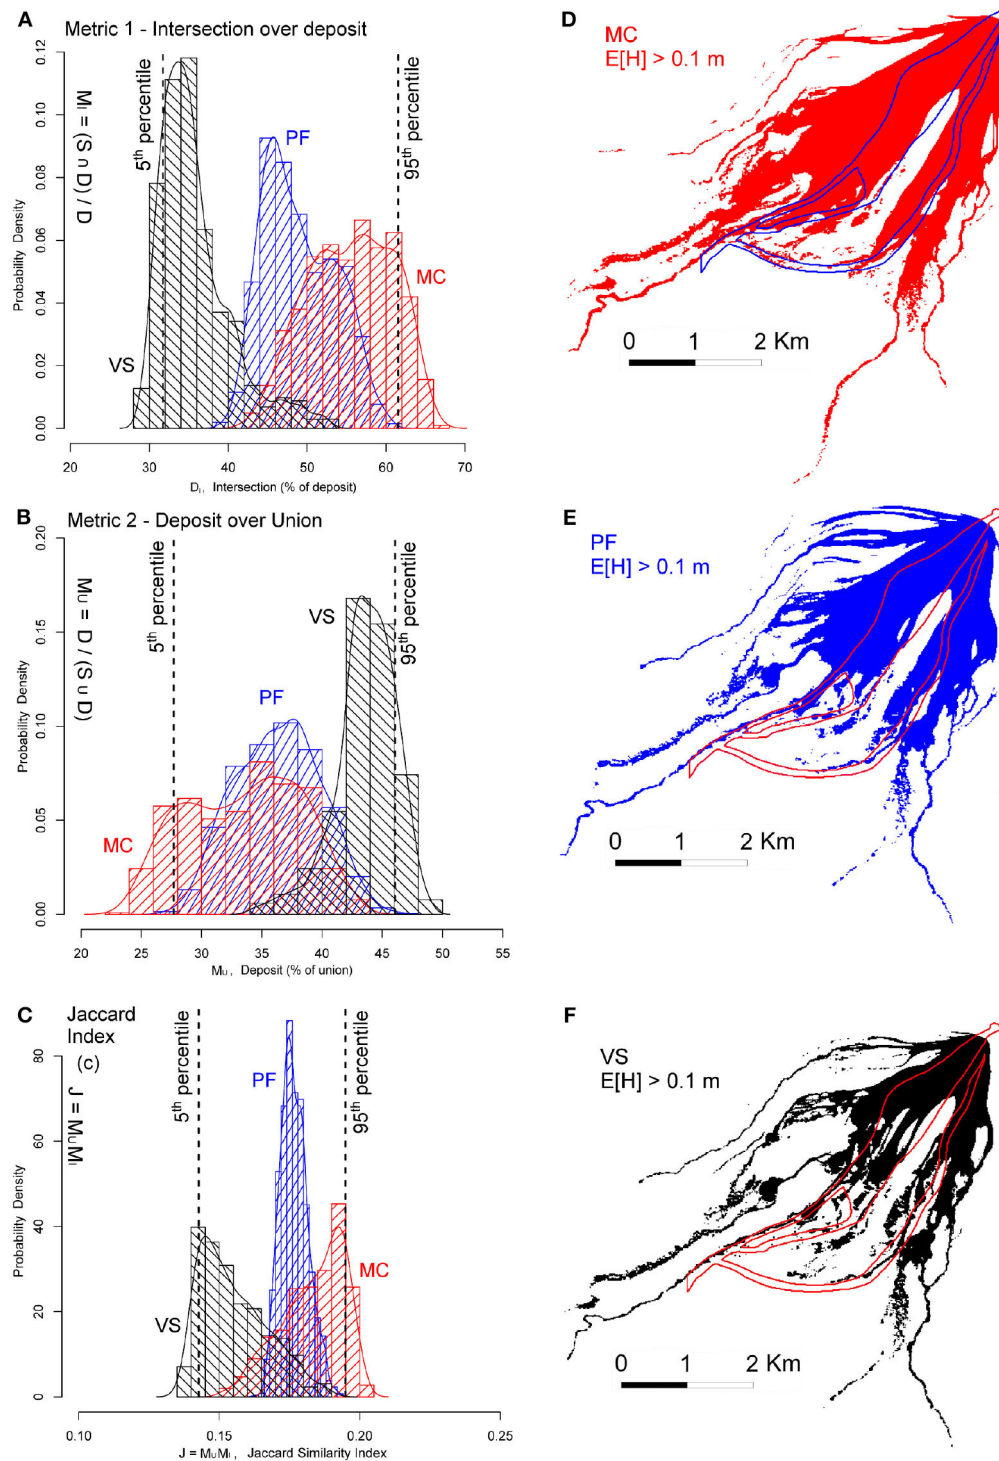 A
Metric 1 - Intersection over deposit
Mᵢ = (S ∩ D) / D
Probability Density
0.00 0.02 0.04 0.06 0.08 0.10 0.12
5th percentile
95th percentile
PF
MC
VS
20 30 40 50 60 70
Dᵢ, Intersection (% of deposit)
B
Metric 2 - Deposit over Union
Mᵤ = D / (S ∪ D)
Probability Density
0.00 0.05 0.10 0.15 0.20
5th percentile
95th percentile
VS
PF
MC
20 25 30 35 40 45 50 55
Mᵤ, Deposit (% of union)
C
Jaccard
Index
(c)
J = MᵤMᵢ
Probability Density
0 20 40 60 80
5th percentile
95th percentile
PF
MC
VS
0.10 0.15 0.20 0.25
J = MᵤMᵢ, Jaccard Similarity Index
D
MC
E[H] > 0.1 m
0 1 2 Km
E
PF
E[H] > 0.1 m
0 1 2 Km
F
VS
E[H] > 0.1 m
0 1 2 Km